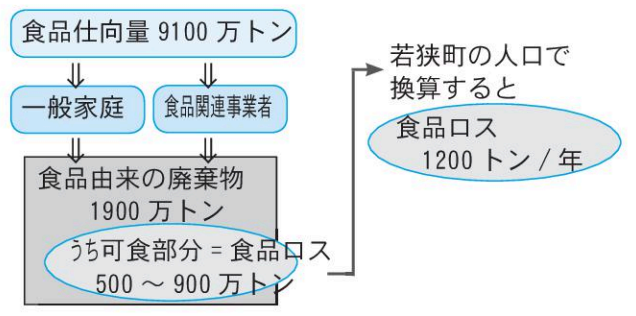 食品仕向量 9100 万トン
⇓ ⇓
一般家庭 食品関連事業者
⇓ ⇓
食品由来の廃棄物
1900 万トン
うち可食部分 = 食品ロス
500 ～ 900 万トン
若狭町の人口で
換算すると
食品ロス
1200 トン / 年